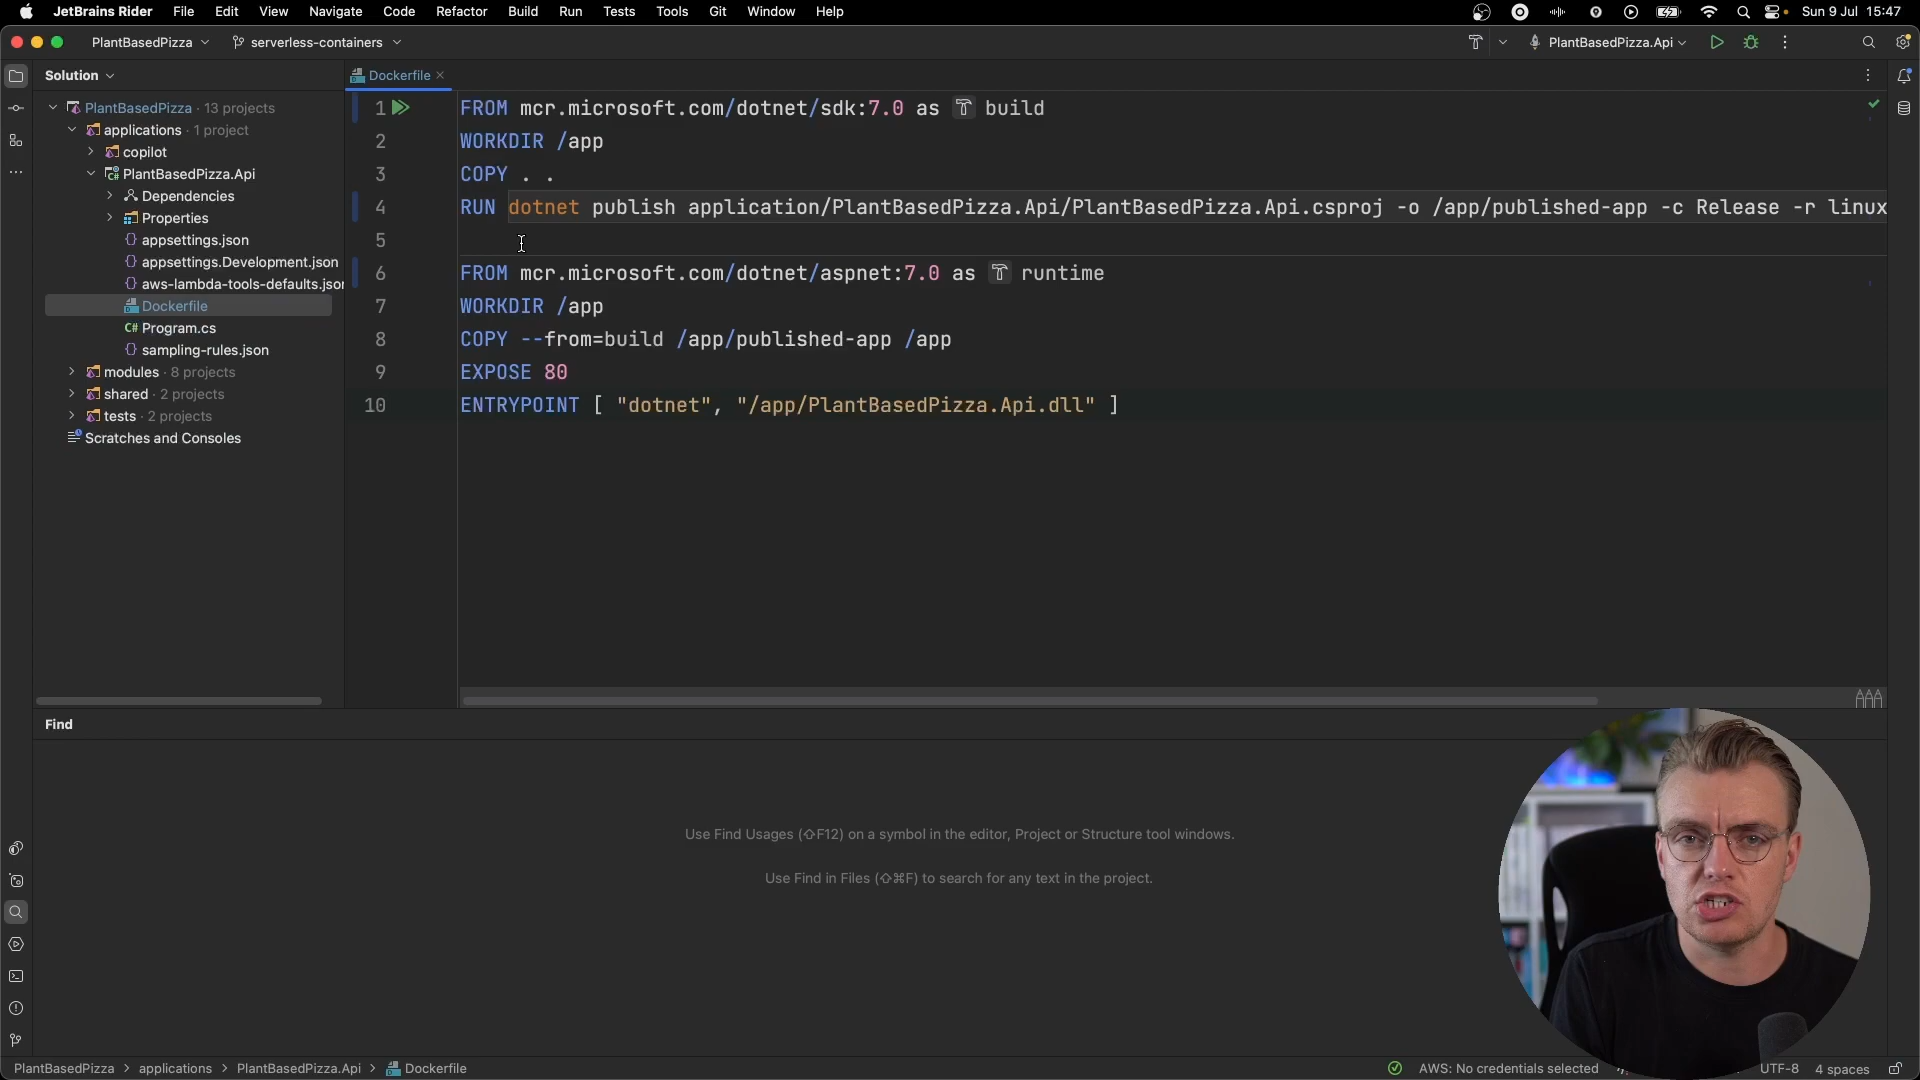 JetBrains Rider File Edit View Navigate Code Refactor Build Run Tests Tools Git Window Help Sun 9 Jul 15:47
PlantBasedPizza serverless-containers PlantBasedPizza.Api
Solution
Dockerfile
PlantBasedPizza · 13 projects
applications · 1 project
copilot
PlantBasedPizza.Api
Dependencies
Properties
appsettings.json
appsettings.Development.json
aws-lambda-tools-defaults.json
Dockerfile
Program.cs
sampling-rules.json
modules · 8 projects
shared · 2 projects
tests · 2 projects
Scratches and Consoles
1 FROM mcr.microsoft.com/dotnet/sdk:7.0 as build
2 WORKDIR /app
3 COPY . .
4 RUN dotnet publish application/PlantBasedPizza.Api/PlantBasedPizza.Api.csproj -o /app/published-app -c Release -r linux
5
6 FROM mcr.microsoft.com/dotnet/aspnet:7.0 as runtime
7 WORKDIR /app
8 COPY --from=build /app/published-app /app
9 EXPOSE 80
10 ENTRYPOINT [ "dotnet", "/app/PlantBasedPizza.Api.dll" ]
Find
Use Find Usages (⇧F12) on a symbol in the editor, Project or Structure tool windows.
Use Find in Files (⇧⌘F) to search for any text in the project.
PlantBasedPizza > applications > PlantBasedPizza.Api > Dockerfile
AWS: No credentials selected UTF-8 4 spaces